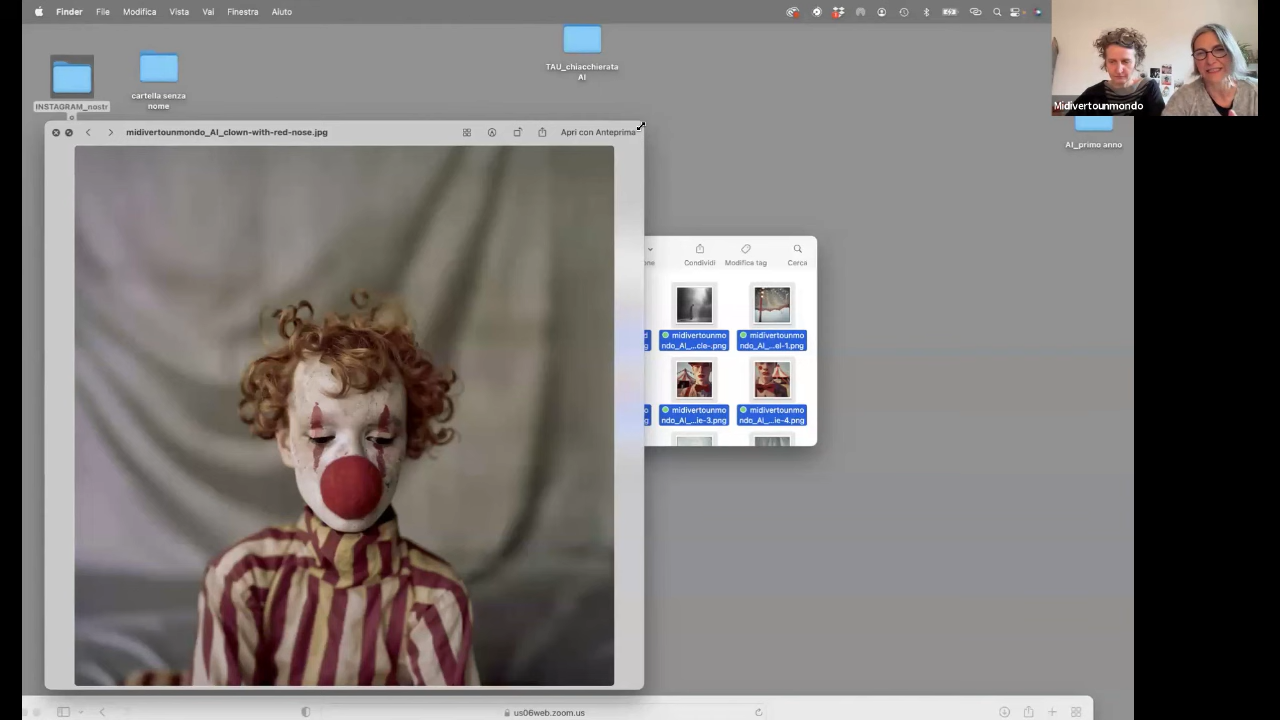 Finder File Modifica Vista Vai Finestra Aiuto
INSTAGRAM_nostr
o
cartella senza
nome
TAU_chiacchierata
AI
Midivertounmondo
AI_primo anno
midivertounmondo_AI_clown-with-red-nose.jpg
Apri con Anteprima
Condividi
Modifica tag
Cerca
midivertounmo
ndo_AI_...cle-.png
midivertounmo
ndo_AI_...el-1.png
midivertounmo
ndo_AI_...ie-3.png
midivertounmo
ndo_AI_...ie-4.png
us06web.zoom.us